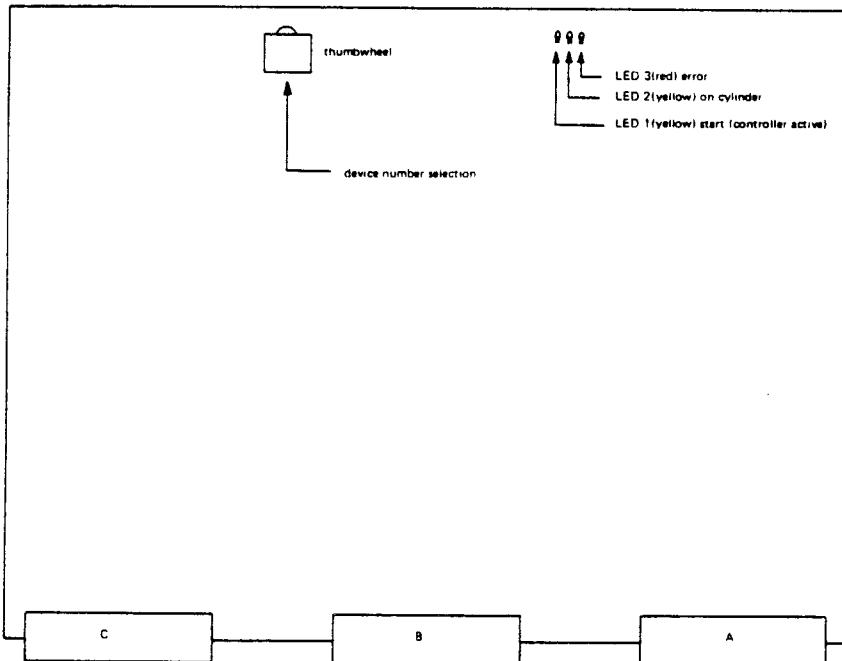 thumbwheel
LED 3(red) error
LED 2(yellow) on cylinder
LED 1(yellow) start (controller active)
device number selection
C
B
A